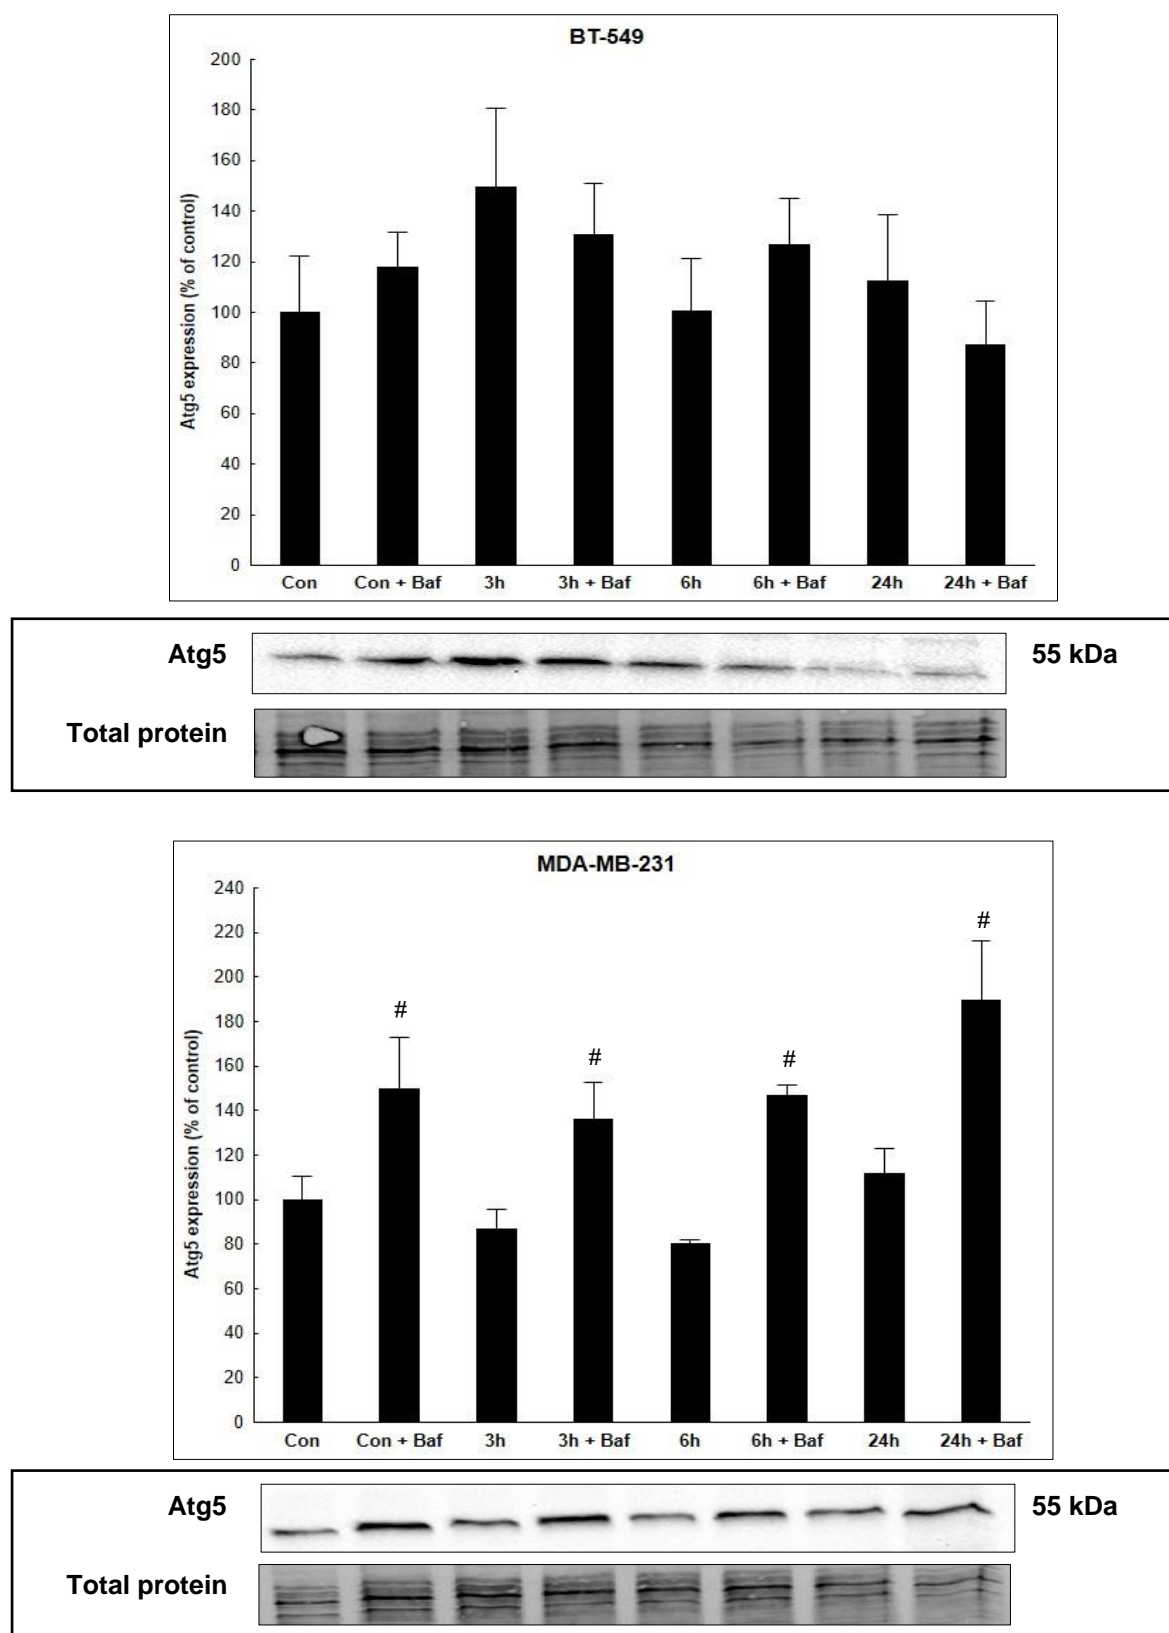 BT-549
200
180
160
140
120
100
80
60
40
20
0
Atg5 expression (% of control)
Con Con + Baf 3h 3h + Baf 6h 6h + Baf 24h 24h + Baf
Atg5 55 kDa
Total protein
MDA-MB-231
240
220
200
180
160
140
120
100
80
60
40
20
0
Atg5 expression (% of control)
# # # #
Con Con + Baf 3h 3h + Baf 6h 6h + Baf 24h 24h + Baf
Atg5 55 kDa
Total protein